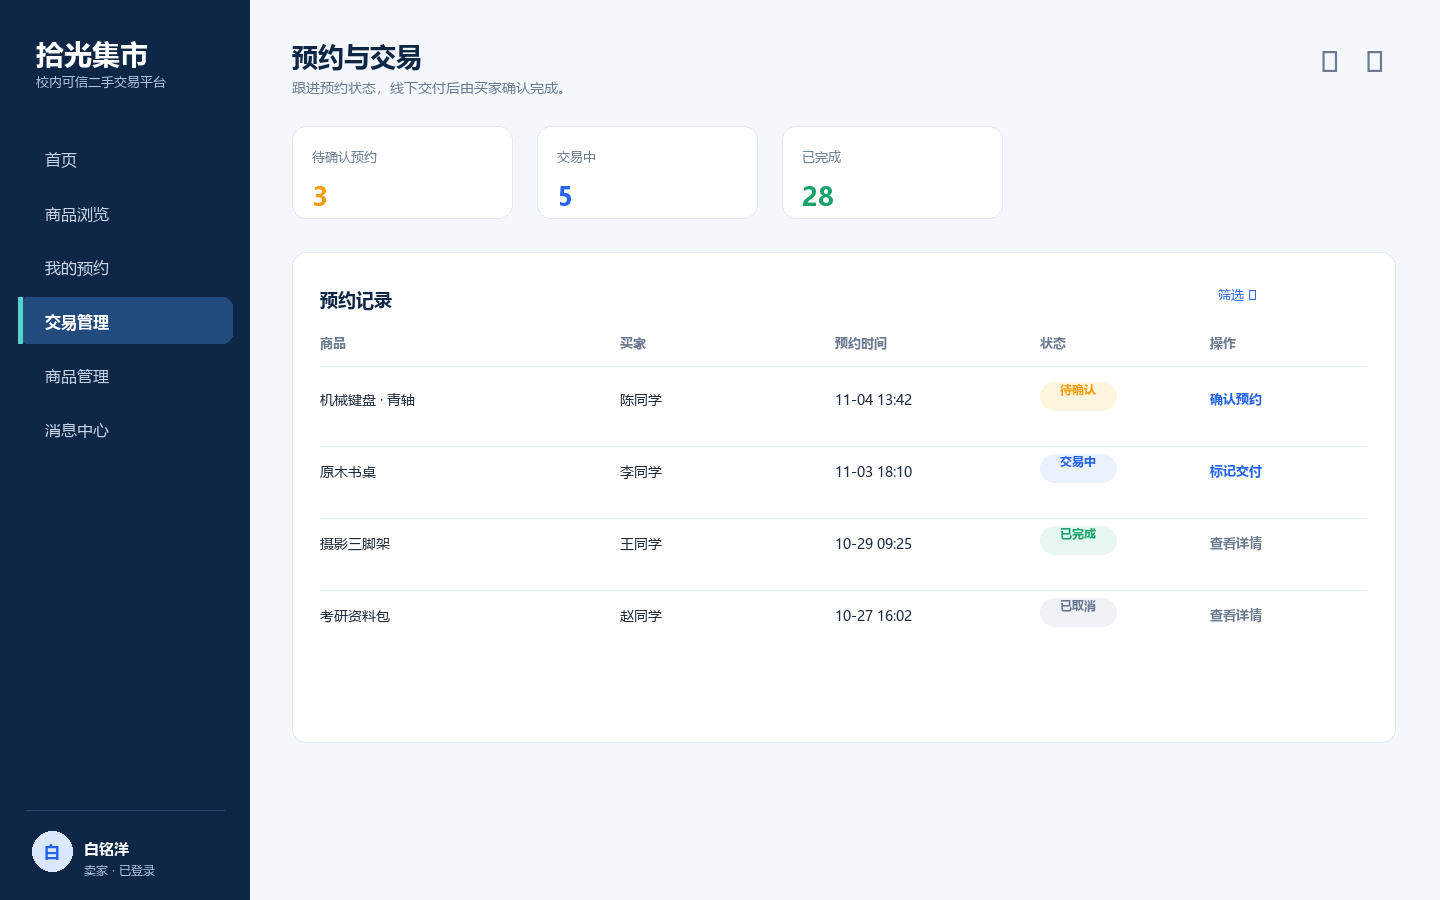 拾光集市
校内可信二手交易平台
首页
商品浏览
我的预约
交易管理
商品管理
消息中心
白
白铭洋
卖家 · 已登录
预约与交易
跟进预约状态，线下交付后由买家确认完成。
待确认预约
3
交易中
5
已完成
28
预约记录
筛选
商品 买家 预约时间 状态 操作
机械键盘 · 青轴 陈同学 11-04 13:42 待确认 确认预约
原木书桌 李同学 11-03 18:10 交易中 标记交付
摄影三脚架 王同学 10-29 09:25 已完成 查看详情
考研资料包 赵同学 10-27 16:02 已取消 查看详情